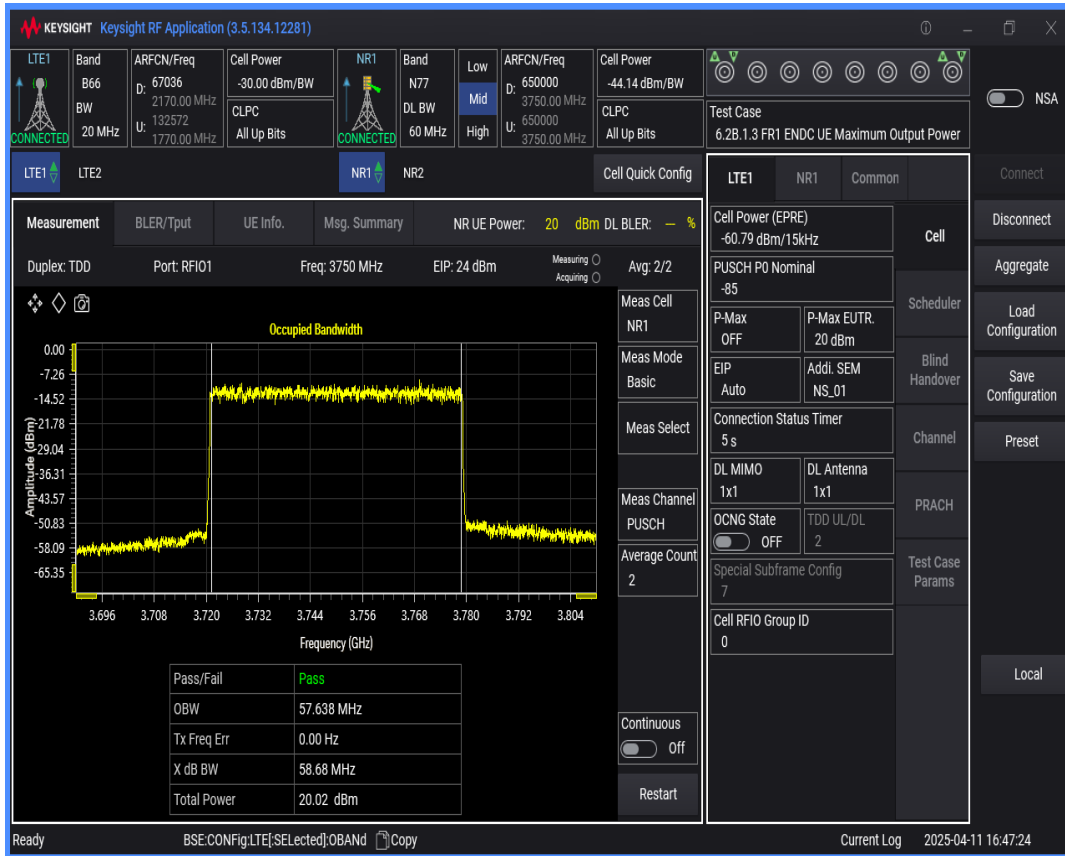 KEYSIGHT Keysight RF Application (3.5.134.12281)
LTE1
CONNECTED
Band
B66
BW
20 MHz
ARFCN/Freq
D: 67036
2170.00 MHz
U: 132572
1770.00 MHz
Cell Power
-30.00 dBm/BW
CLPC
All Up Bits
NR1
CONNECTED
Band
N77
DL BW
60 MHz
Low
Mid
High
ARFCN/Freq
D: 650000
3750.00 MHz
U: 650000
3750.00 MHz
Cell Power
-44.14 dBm/BW
CLPC
All Up Bits
Test Case
6.2B.1.3 FR1 ENDC UE Maximum Output Power
NSA
LTE1 LTE2 NR1 NR2 Cell Quick Config
Measurement BLER/Tput UE Info. Msg. Summary NR UE Power: 20 dBm DL BLER: — %
Duplex: TDD Port: RFIO1 Freq: 3750 MHz EIP: 24 dBm Measuring Avg: 2/2
Acquiring
Occupied Bandwidth
Amplitude (dBm)
0.00
-7.26
-14.52
-21.78
-29.04
-36.31
-43.57
-50.83
-58.09
-65.35
3.696 3.708 3.720 3.732 3.744 3.756 3.768 3.780 3.792 3.804
Frequency (GHz)
Pass/Fail Pass
OBW 57.638 MHz
Tx Freq Err 0.00 Hz
X dB BW 58.68 MHz
Total Power 20.02 dBm
Meas Cell
NR1
Meas Mode
Basic
Meas Select
Meas Channel
PUSCH
Average Count
2
Continuous
Off
Restart
LTE1 NR1 Common
Cell Power (EPRE)
-60.79 dBm/15kHz
PUSCH P0 Nominal
-85
P-Max
OFF
P-Max EUTR.
20 dBm
EIP
Auto
Addi. SEM
NS_01
Connection Status Timer
5 s
DL MIMO
1x1
DL Antenna
1x1
OCNG State
OFF
TDD UL/DL
2
Special Subframe Config
7
Cell RFIO Group ID
0
Cell
Scheduler
Blind
Handover
Channel
PRACH
Test Case
Params
Connect
Disconnect
Aggregate
Load
Configuration
Save
Configuration
Preset
Local
Ready BSE:CONFig:LTE[:SELected]:OBANd Copy Current Log 2025-04-11 16:47:24